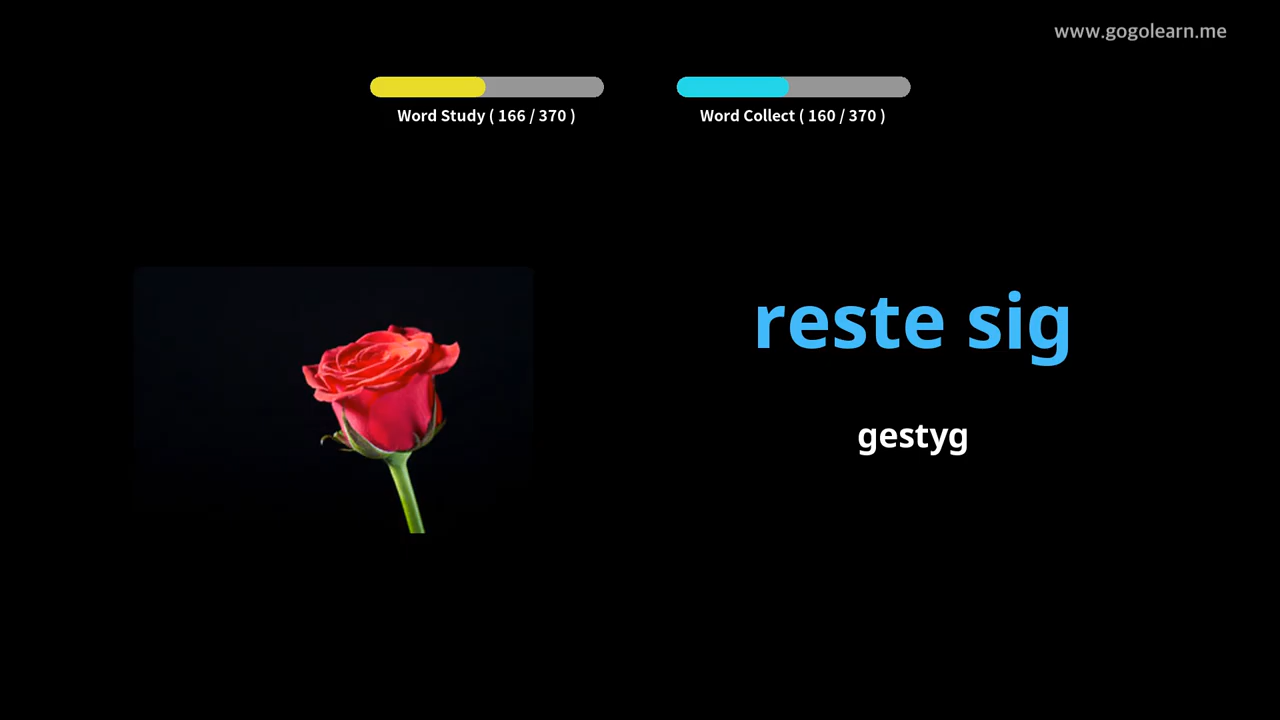 www.gogolearn.me
Word Study ( 166 / 370 )
Word Collect ( 160 / 370 )
reste sig
gestyg